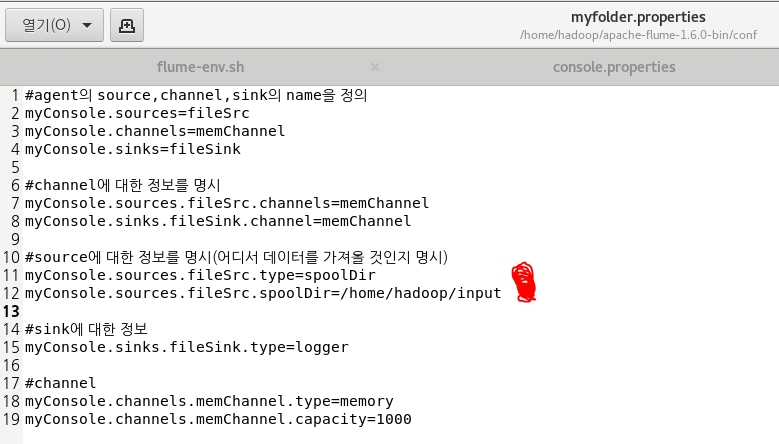 열기(O)
myfolder.properties
/home/hadoop/apache-flume-1.6.0-bin/conf
flume-env.sh × console.properties
1 #agent의 source,channel,sink의 name을 정의
2 myConsole.sources=fileSrc
3 myConsole.channels=memChannel
4 myConsole.sinks=fileSink
5
6 #channel에 대한 정보를 명시
7 myConsole.sources.fileSrc.channels=memChannel
8 myConsole.sinks.fileSink.channel=memChannel
9
10 #source에 대한 정보를 명시(어디서 데이터를 가져올 것인지 명시)
11 myConsole.sources.fileSrc.type=spoolDir
12 myConsole.sources.fileSrc.spoolDir=/home/hadoop/input
13
14 #sink에 대한 정보
15 myConsole.sinks.fileSink.type=logger
16
17 #channel
18 myConsole.channels.memChannel.type=memory
19 myConsole.channels.memChannel.capacity=1000